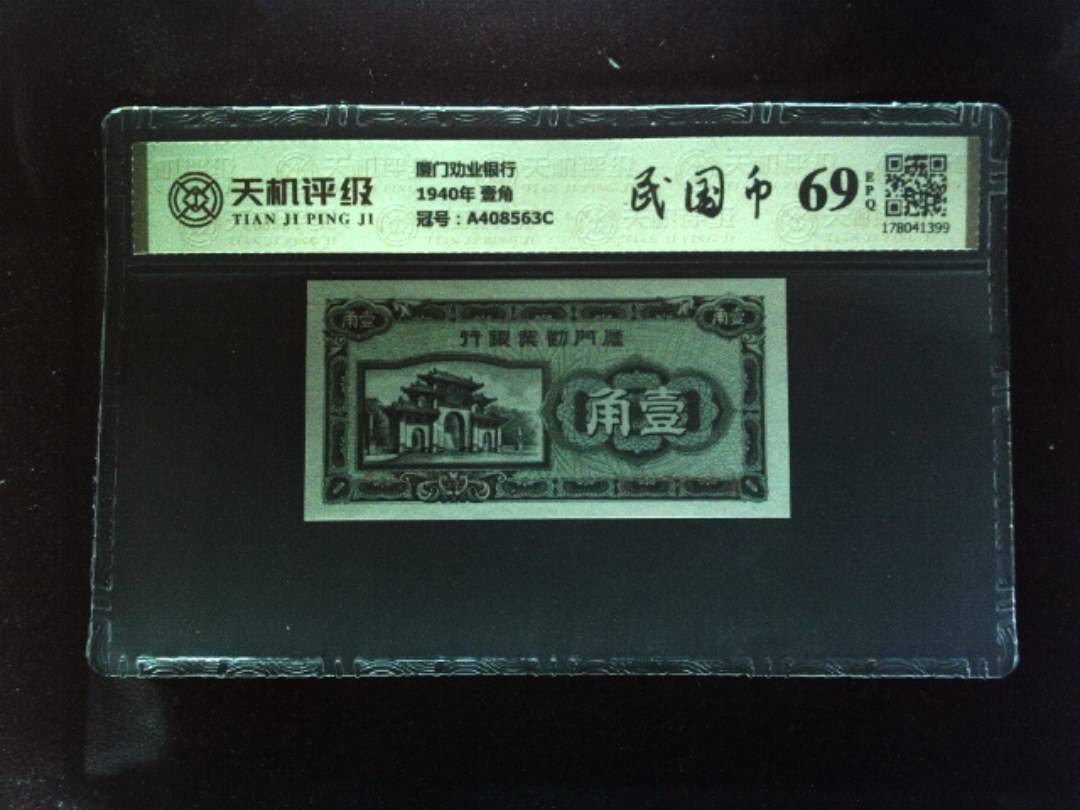 天机评级
TIAN JI PING JI
厦门劝业银行
1940年 壹角
冠号：A408563C
民国币
69
EPQ
178041399
角壹
角壹
行銀業勸門廈
角壹